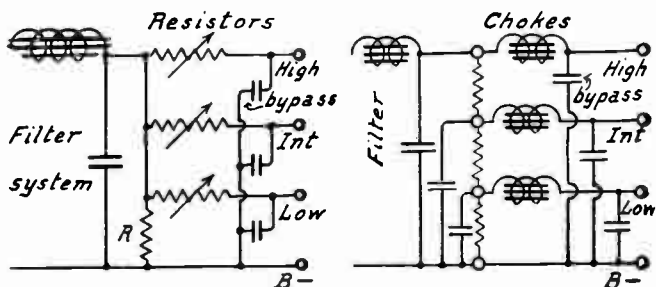 Resistors
High
bypass
Int
Filter
system
Low
R
B-
Chokes
High
bypass
Filter
Int
Low
B-